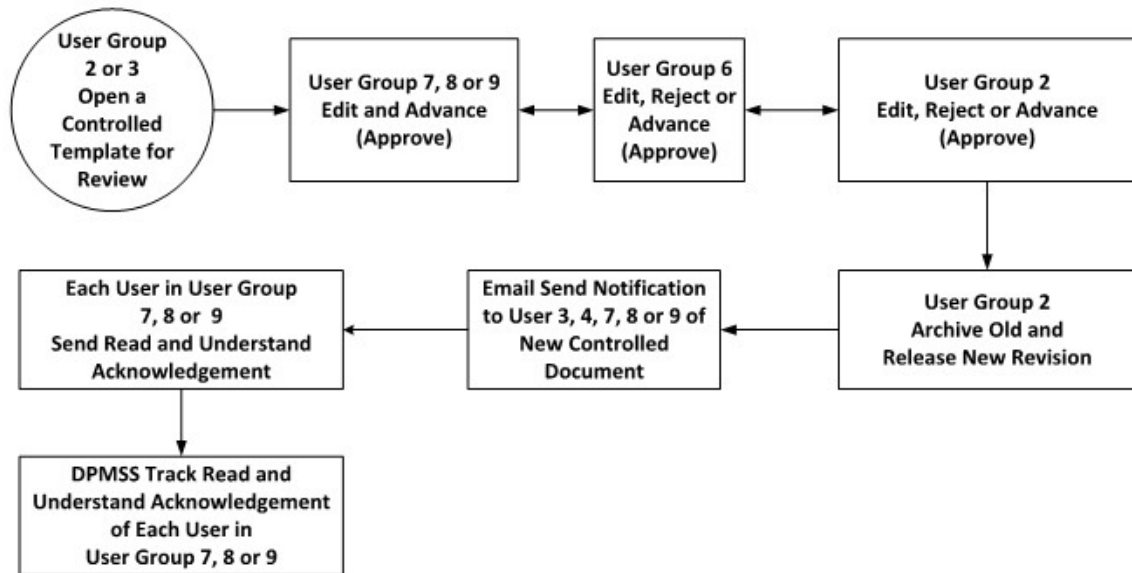 User Group
2 or 3
Open a
Controlled
Template for
Review
User Group 7, 8 or 9
Edit and Advance
(Approve)
User Group 6
Edit, Reject or
Advance
(Approve)
User Group 2
Edit, Reject or Advance
(Approve)
User Group 2
Archive Old and
Release New Revision
Email Send Notification
to User 3, 4, 7, 8 or 9 of
New Controlled
Document
Each User in User Group
7, 8 or 9
Send Read and Understand
Acknowledgement
DPMSS Track Read and
Understand Acknowledgement
of Each User in
User Group 7, 8 or 9